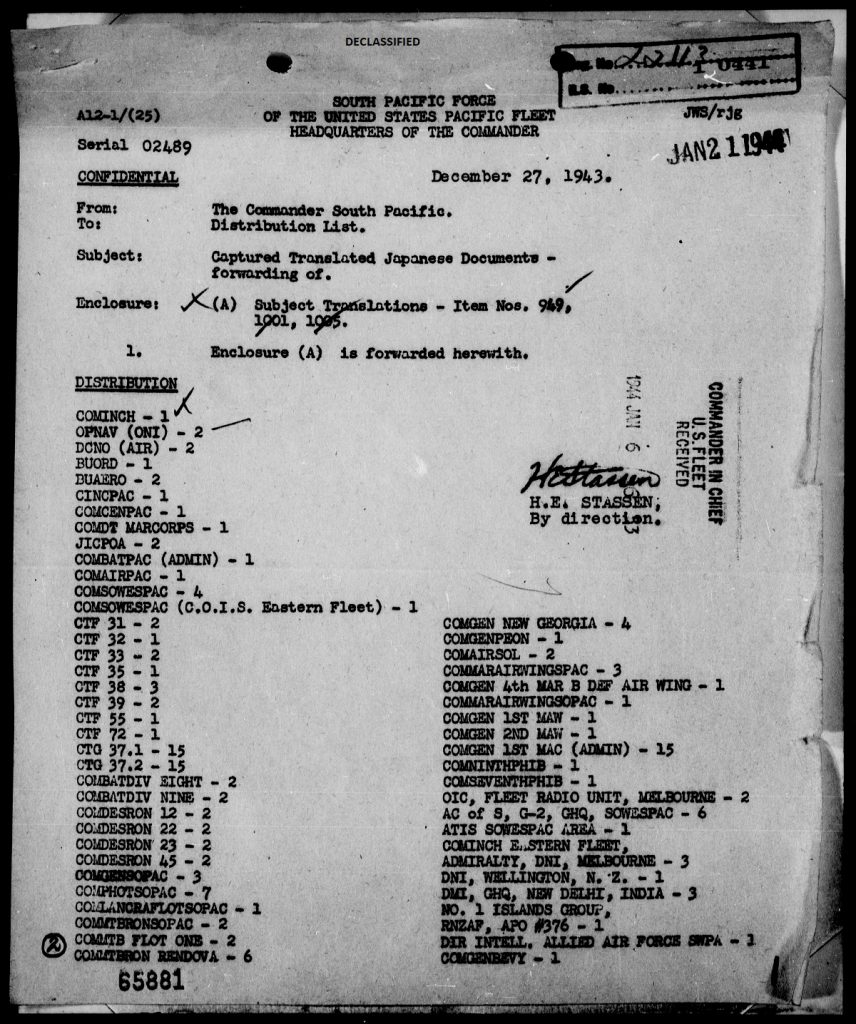 DECLASSIFIED
Reg. No.
1 0441
R.S. No.
SOUTH PACIFIC FORCE
A12-1/(25)
OF THE UNITED STATES PACIFIC FLEET
JWS/rjg
HEADQUARTERS OF THE COMMANDER
Serial 02489
JAN 21 1944
CONFIDENTIAL
December 27, 1943.
From: The Commander South Pacific.
To: Distribution List.
Subject: Captured Translated Japanese Documents -
forwarding of.
Enclosure: (A) Subject Translations - Item Nos. 949,
1001, 1005.
1. Enclosure (A) is forwarded herewith.
DISTRIBUTION
COMINCH - 1
OPNAV (ONI) - 2
DCNO (AIR) - 2
BUORD - 1
BUAERO - 2
CINCPAC - 1
COMCENPAC - 1
COMDT MARCORPS - 1
JICPOA - 2
COMBATPAC (ADMIN) - 1
COMAIRPAC - 1
COMSOWESPAC - 4
COMSOWESPAC (C.O.I.S. Eastern Fleet) - 1
CTF 31 - 2
CTF 32 - 1
CTF 33 - 2
CTF 35 - 1
CTF 38 - 3
CTF 39 - 2
CTF 55 - 1
CTF 72 - 1
CTG 37.1 - 15
CTG 37.2 - 15
COMBATDIV EIGHT - 2
COMBATDIV NINE - 2
COMDESRON 12 - 2
COMDESRON 22 - 2
COMDESRON 23 - 2
COMDESRON 45 - 2
COMGENSOPAC - 3
COMPHOTSOPAC - 7
COMLANCRAFLOTSOPAC - 1
COMMTBRONSOPAC - 2
COMMTB FLOT ONE - 2
COMMTBRON RENDOVA - 6
2
65881
1944 JAN 6
COMMANDER IN CHIEF
U.S. FLEET
RECEIVED
HEStassen
H.E. STASSEN,
By direction.
COMGEN NEW GEORGIA - 4
COMGENPEON - 1
COMAIRSOL - 2
COMMARAIRWINGSPAC - 3
COMGEN 4th MAR B DEF AIR WING - 1
COMMARAIRWINGSOPAC - 1
COMGEN 1ST MAW - 1
COMGEN 2ND MAW - 1
COMGEN 1ST MAC (ADMIN) - 15
COMNINTHPHIB - 1
COMSEVENTHPHIB - 1
OIC, FLEET RADIO UNIT, MELBOURNE - 2
AC of S, G-2, GHQ, SOWESPAC - 6
ATIS SOWESPAC AREA - 1
COMINCH EASTERN FLEET,
ADMIRALTY, DNI, MELBOURNE - 3
DNI, WELLINGTON, N. Z. - 1
DMI, GHQ, NEW DELHI, INDIA - 3
NO. 1 ISLANDS GROUP,
RNZAF, APO #376 - 1
DIR INTELL. ALLIED AIR FORCE SWPA - 1
COMGENBEVY - 1